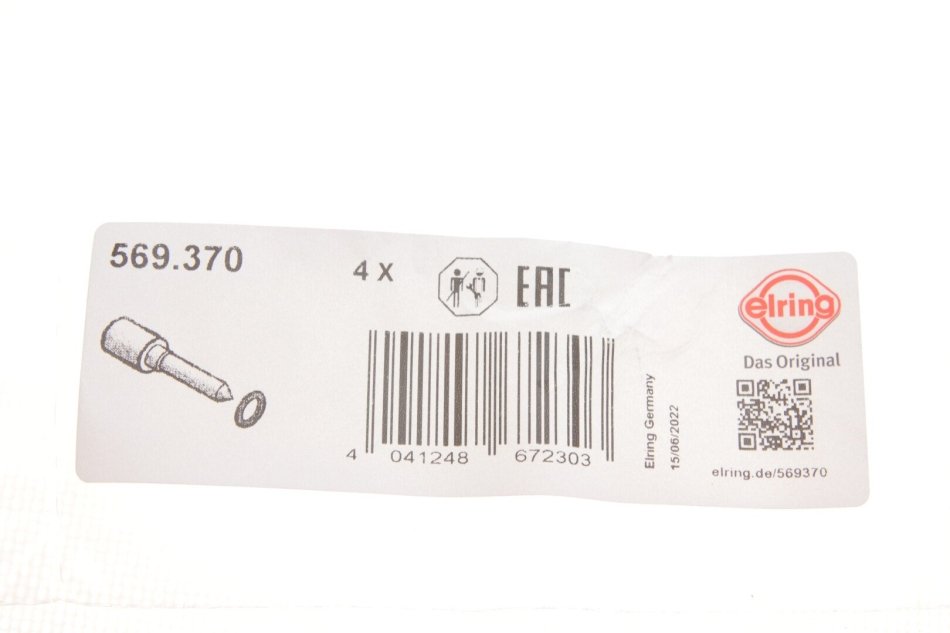 569.370
4 X
EAC
elring
Das Original
4 041248 672303
Elring Germany
15/06/2022
elring.de/569370